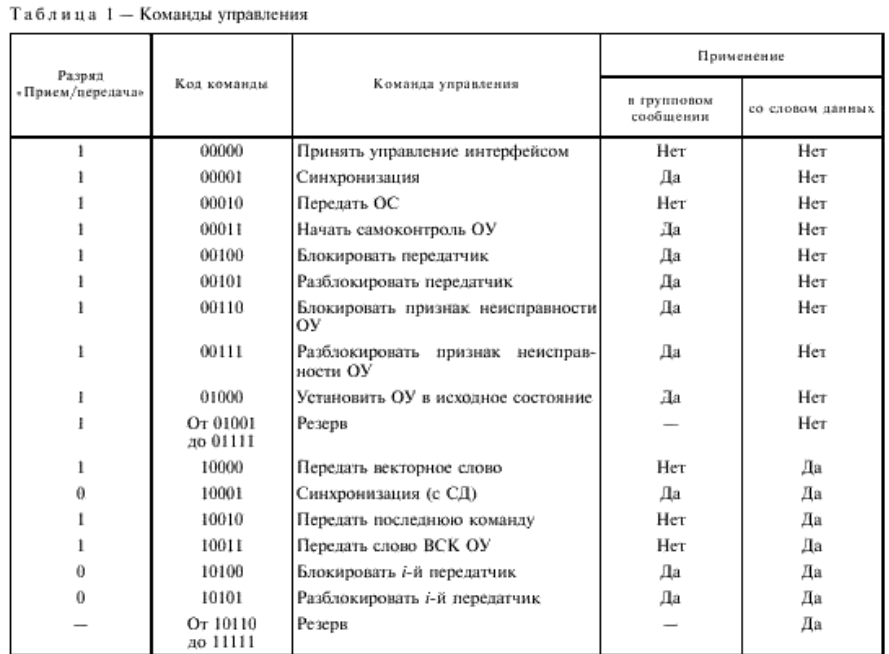 Таблица 1 — Команды управления
Разряд «Прием/передача» Код команды Команда управления Применение
в групповом сообщении со словом данных
1 00000 Принять управление интерфейсом Нет Нет
1 00001 Синхронизация Да Нет
1 00010 Передать ОС Нет Нет
1 00011 Начать самоконтроль ОУ Да Нет
1 00100 Блокировать передатчик Да Нет
1 00101 Разблокировать передатчик Да Нет
1 00110 Блокировать признак неисправности Да Нет
ОУ
1 00111 Разблокировать признак неисправ- Да Нет
ности ОУ
1 01000 Установить ОУ в исходное состояние Да Нет
1 От 01001 Резерв — Нет
до 01111
1 10000 Передать векторное слово Нет Да
0 10001 Синхронизация (с СД) Да Да
1 10010 Передать последнюю команду Нет Да
1 10011 Передать слово ВСК ОУ Нет Да
0 10100 Блокировать i-й передатчик Да Да
0 10101 Разблокировать i-й передатчик Да Да
— От 10110 Резерв — Да
до 11111